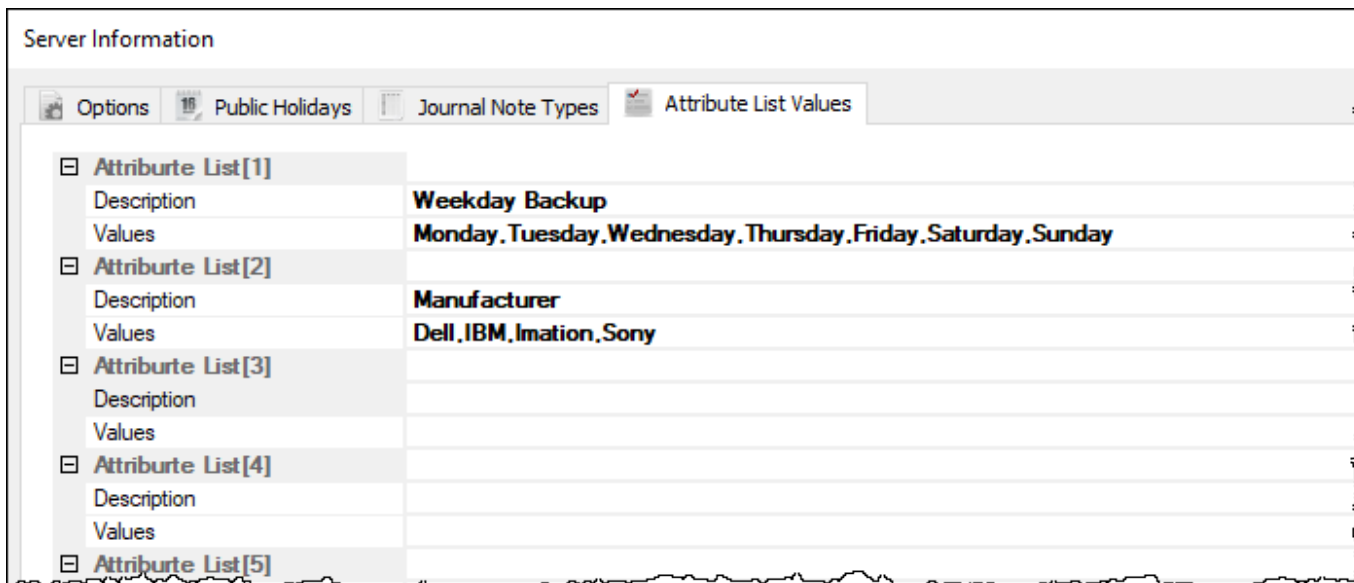 Server Information
Options 16 Public Holidays Journal Note Types Attribute List Values
Attriburte List[1]
Description Weekday Backup
Values Monday,Tuesday,Wednesday,Thursday,Friday,Saturday,Sunday
Attriburte List[2]
Description Manufacturer
Values Dell,IBM,Imation,Sony
Attriburte List[3]
Description
Values
Attriburte List[4]
Description
Values
Attriburte List[5]